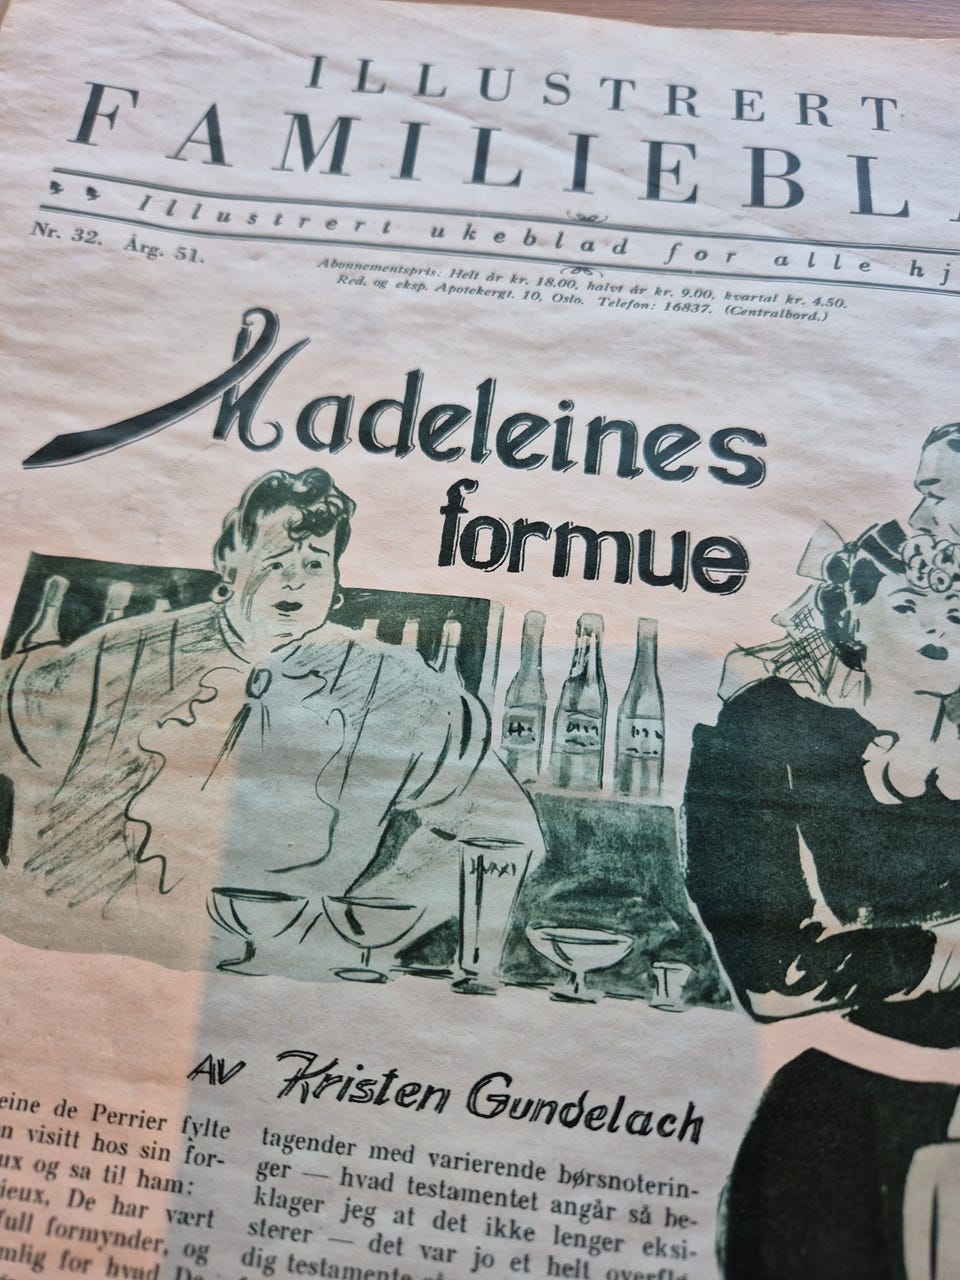 ILLUSTRERT
FAMILIEBLA
Illustrert ukeblad for alle hj
Nr. 32. Årg. 51.
Abonnementspris: Helt år kr. 18.00, halvt år kr. 9.00, kvartal kr. 4.50.
Red. og eksp. Apotekergt. 10, Oslo. Telefon: 16837. (Centralbord.)
Madeleines
formue
AV Kristen Gundelach
eine de Perrier fylte
n visitt hos sin for-
ux og sa til ham:
ieux, De har vært
full formynder, og
mlig for hvad De
tagender med varierende børsnoterin-
ger — hvad testamentet angår så be-
klager jeg at det ikke lenger eksi-
sterer — det var jo et helt overflø
dig testamente